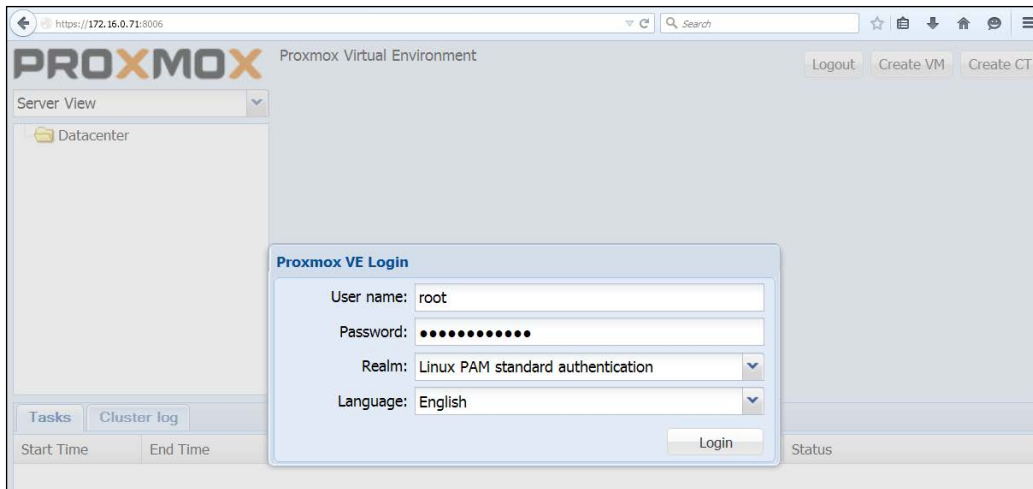 https://172.16.0.71:8006
Search
PROXMOX
Proxmox Virtual Environment
Logout
Create VM
Create CT
Server View
Datacenter
Proxmox VE Login
User name: root
Password: ●●●●●●●●●●●●
Realm: Linux PAM standard authentication
Language: English
Login
Tasks
Cluster log
Start Time
End Time
Status